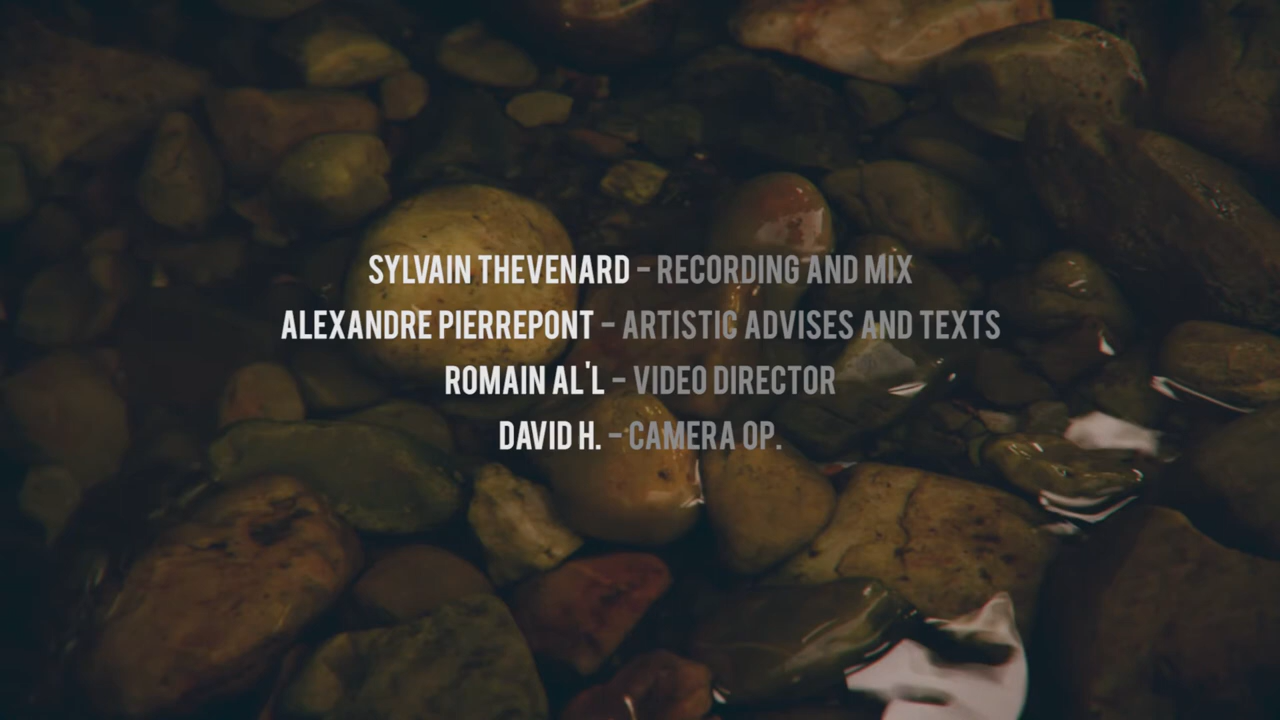 SYLVAIN THEVENARD - RECORDING AND MIX
ALEXANDRE PIERREPONT - ARTISTIC ADVISES AND TEXTS
ROMAIN AL'L - VIDEO DIRECTOR
DAVID H. - CAMERA OP.